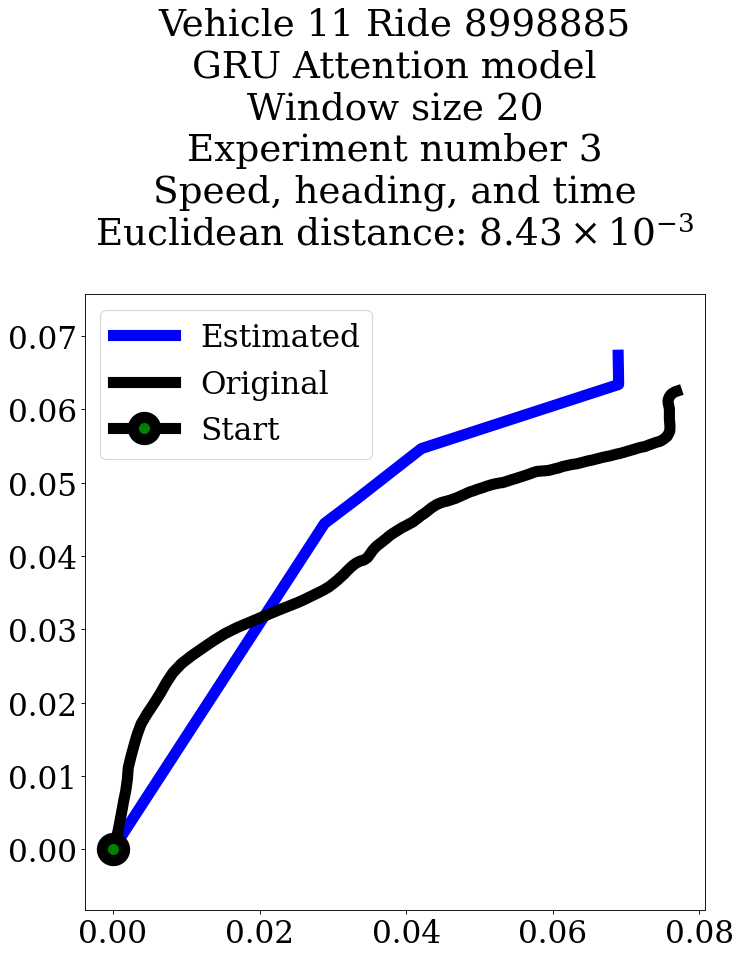 Vehicle 11 Ride 8998885
GRU Attention model
Window size 20
Experiment number 3
Speed, heading, and time
Euclidean distance: 8.43 × 10⁻³
Estimated
Original
Start
0.07
0.06
0.05
0.04
0.03
0.02
0.01
0.00
0.00 0.02 0.04 0.06 0.08